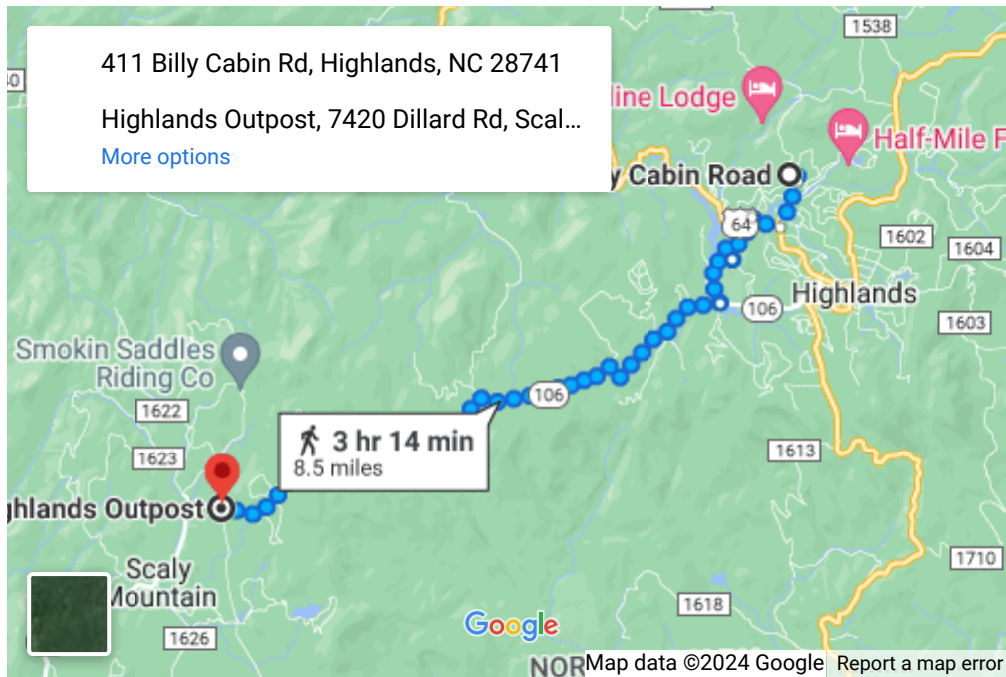 1538
411 Billy Cabin Rd, Highlands, NC 28741
Highlands Outpost, 7420 Dillard Rd, Scal...
More options
line Lodge
Half-Mile F
y Cabin Road
64
1602
1604
Highlands
106
1603
Smokin Saddles
Riding Co
106
1622
3 hr 14 min
8.5 miles
1623
1613
ghlands Outpost
Scaly
Mountain
1710
1618
Google
1626
NOR
Map data ©2024 Google
Report a map error